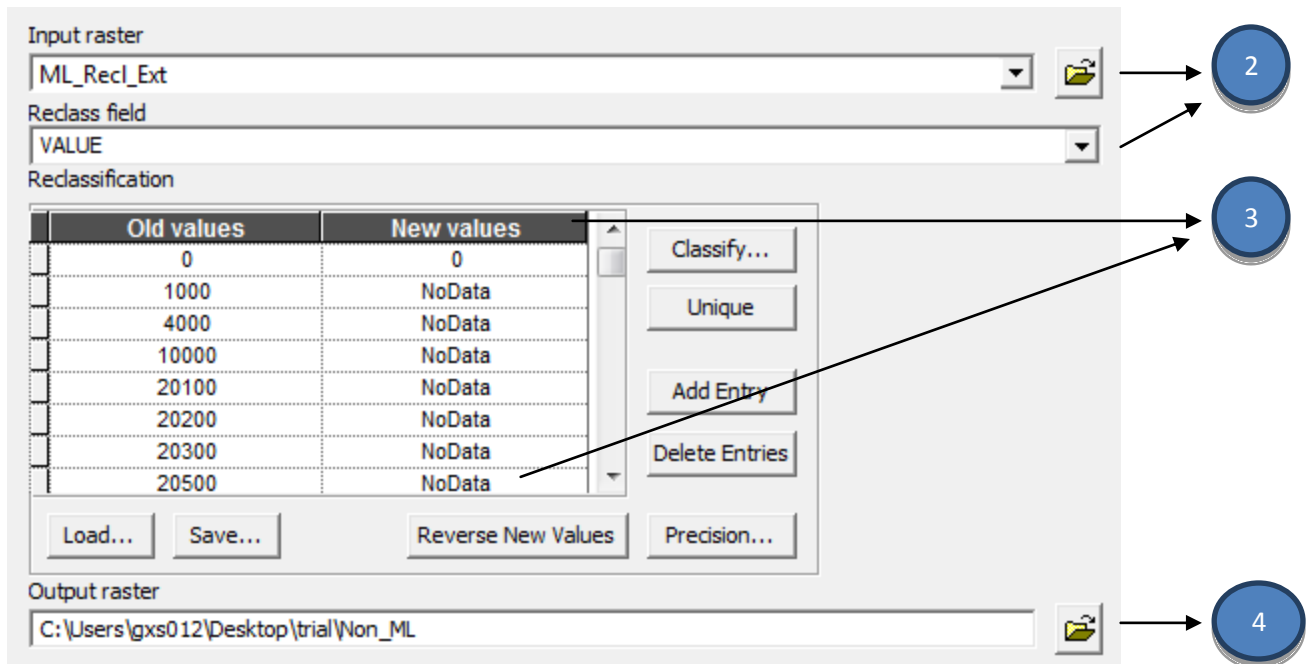 Input raster
ML_Recl_Ext
2
Reclass field
VALUE
Reclassification
Old values New values
3
0 0
Classify...
1000 NoData
Unique
4000 NoData
10000 NoData
20100 NoData
Add Entry
20200 NoData
20300 NoData
Delete Entries
20500 NoData
Load... Save... Reverse New Values Precision...
Output raster
C:\Users\gxs012\Desktop\trial\Non_ML
4